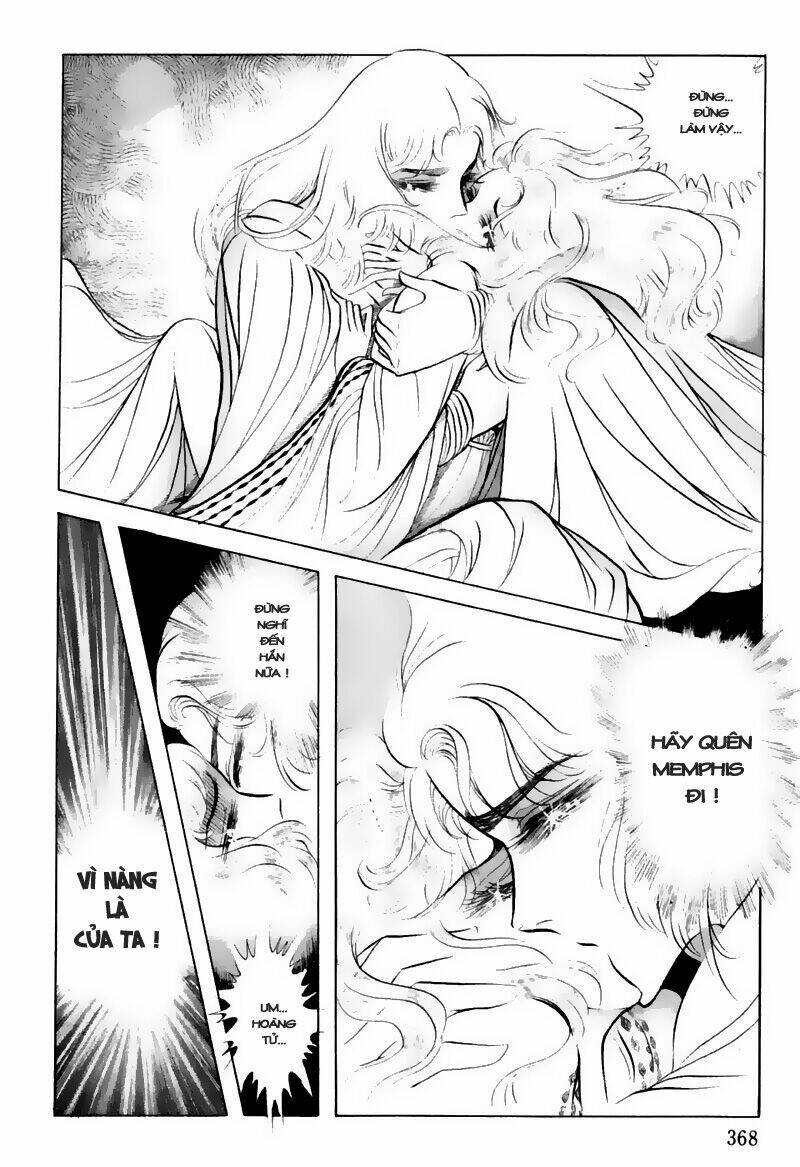 ĐỪNG...
ĐỪNG
LÀM VẬY...
HÃY QUÊN
MEMPHIS
ĐI !
ĐỪNG
NGHĨ
ĐẾN
HẮN
NỮA !
UM...
HOÀNG
TỬ...
VÌ NÀNG
LÀ
CỦA TA !
368